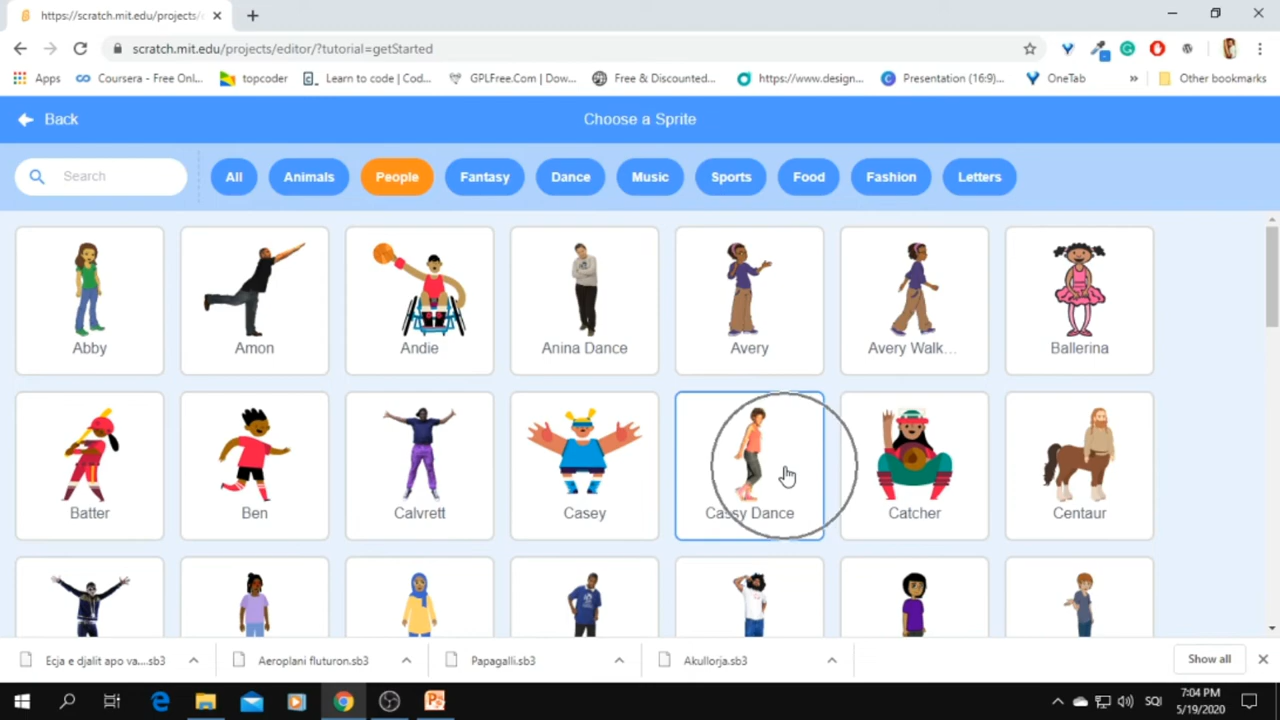 https://scratch.mit.edu/projects/
scratch.mit.edu/projects/editor/?tutorial=getStarted
Apps Coursera - Free Onl... topcoder Learn to code | Cod... GPLFree.Com | Dow... Free & Discounted... https://www.design... Presentation (16:9)... OneTab » Other bookmarks
Back Choose a Sprite
Search All Animals People Fantasy Dance Music Sports Food Fashion Letters
Abby Amon Andie Anina Dance Avery Avery Walk... Ballerina
Batter Ben Calvrett Casey Cassy Dance Catcher Centaur
Ecja e djalit apo va....sb3 Aeroplani fluturon.sb3 Papagalli.sb3 Akullorja.sb3 Show all
SQI 7:04 PM
5/19/2020